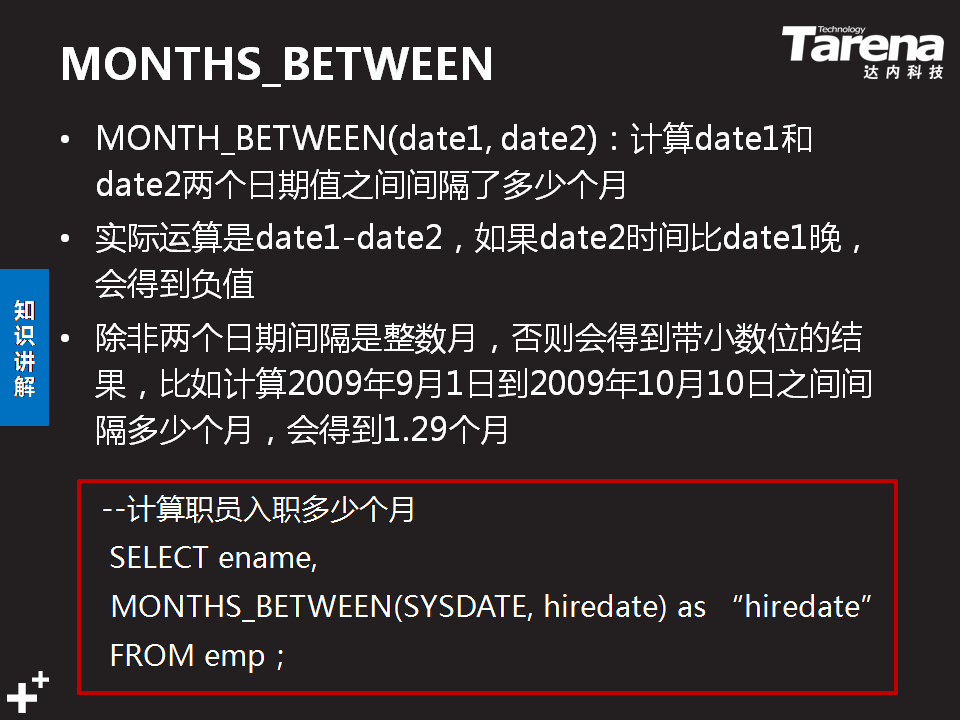 MONTHS_BETWEEN
Technology
Tarena
达内科技
• MONTH_BETWEEN(date1, date2)：计算date1和
date2两个日期值之间间隔了多少个月
• 实际运算是date1-date2，如果date2时间比date1晚，
会得到负值
• 除非两个日期间隔是整数月，否则会得到带小数位的结
果，比如计算2009年9月1日到2009年10月10日之间间
隔多少个月，会得到1.29个月
知识讲解
--计算职员入职多少个月
SELECT ename,
MONTHS_BETWEEN(SYSDATE, hiredate) as “hiredate”
FROM emp；